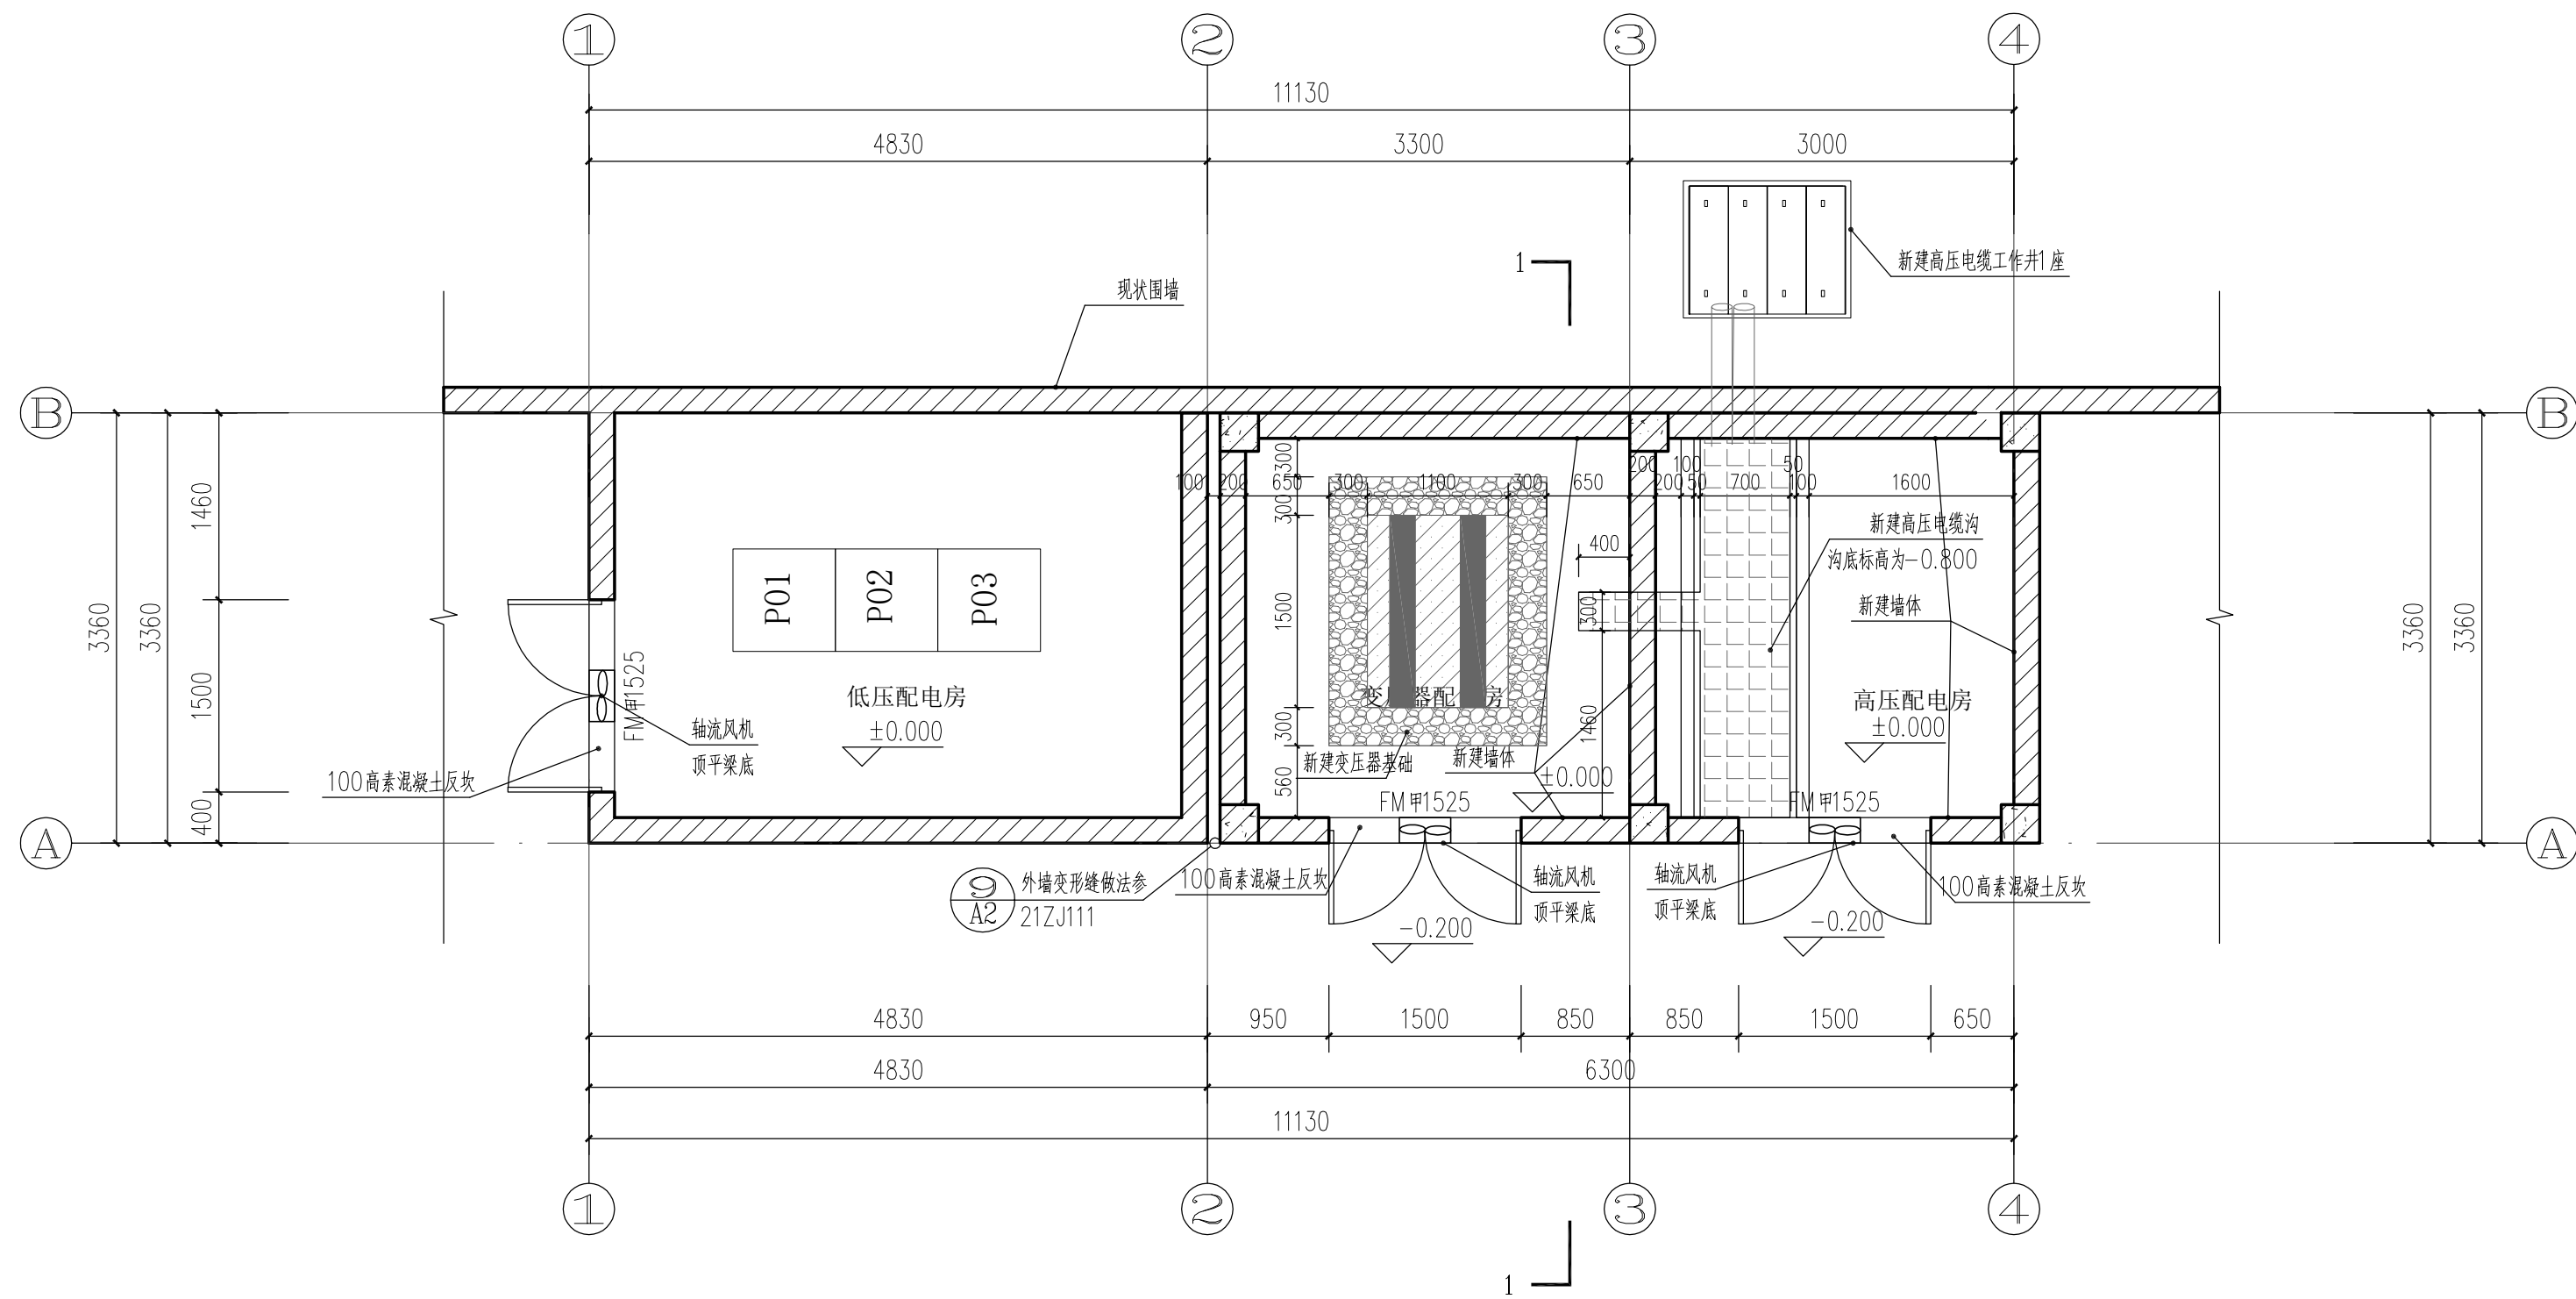 1
2
3
4
11130
4830
3300
3000
1
新建高压电缆工作井1座
现状围墙
B
B
300
200
100
50
100
200
650
300
1100
300
650
200
50
700
100
1600
1460
300
新建高压电缆沟
沟底标高为-0.800
400
P01
P02
P03
3360
3360
1500
1500
300
新建墙体
3360
3360
FM甲1525
低压配电房
±0.000
轴流风机
顶平梁底
变压器配电房
高压配电房
±0.000
300
1460
新建变压器基础
新建墙体
100高素混凝土反坎
560
±0.000
400
FM甲1525
FM甲1525
A
A
9
A2
外墙变形缝做法参
21ZJ111
100高素混凝土反坎
轴流风机
顶平梁底
轴流风机
顶平梁底
100高素混凝土反坎
-0.200
-0.200
4830
950
1500
850
850
1500
650
4830
6300
11130
1
2
3
4
1